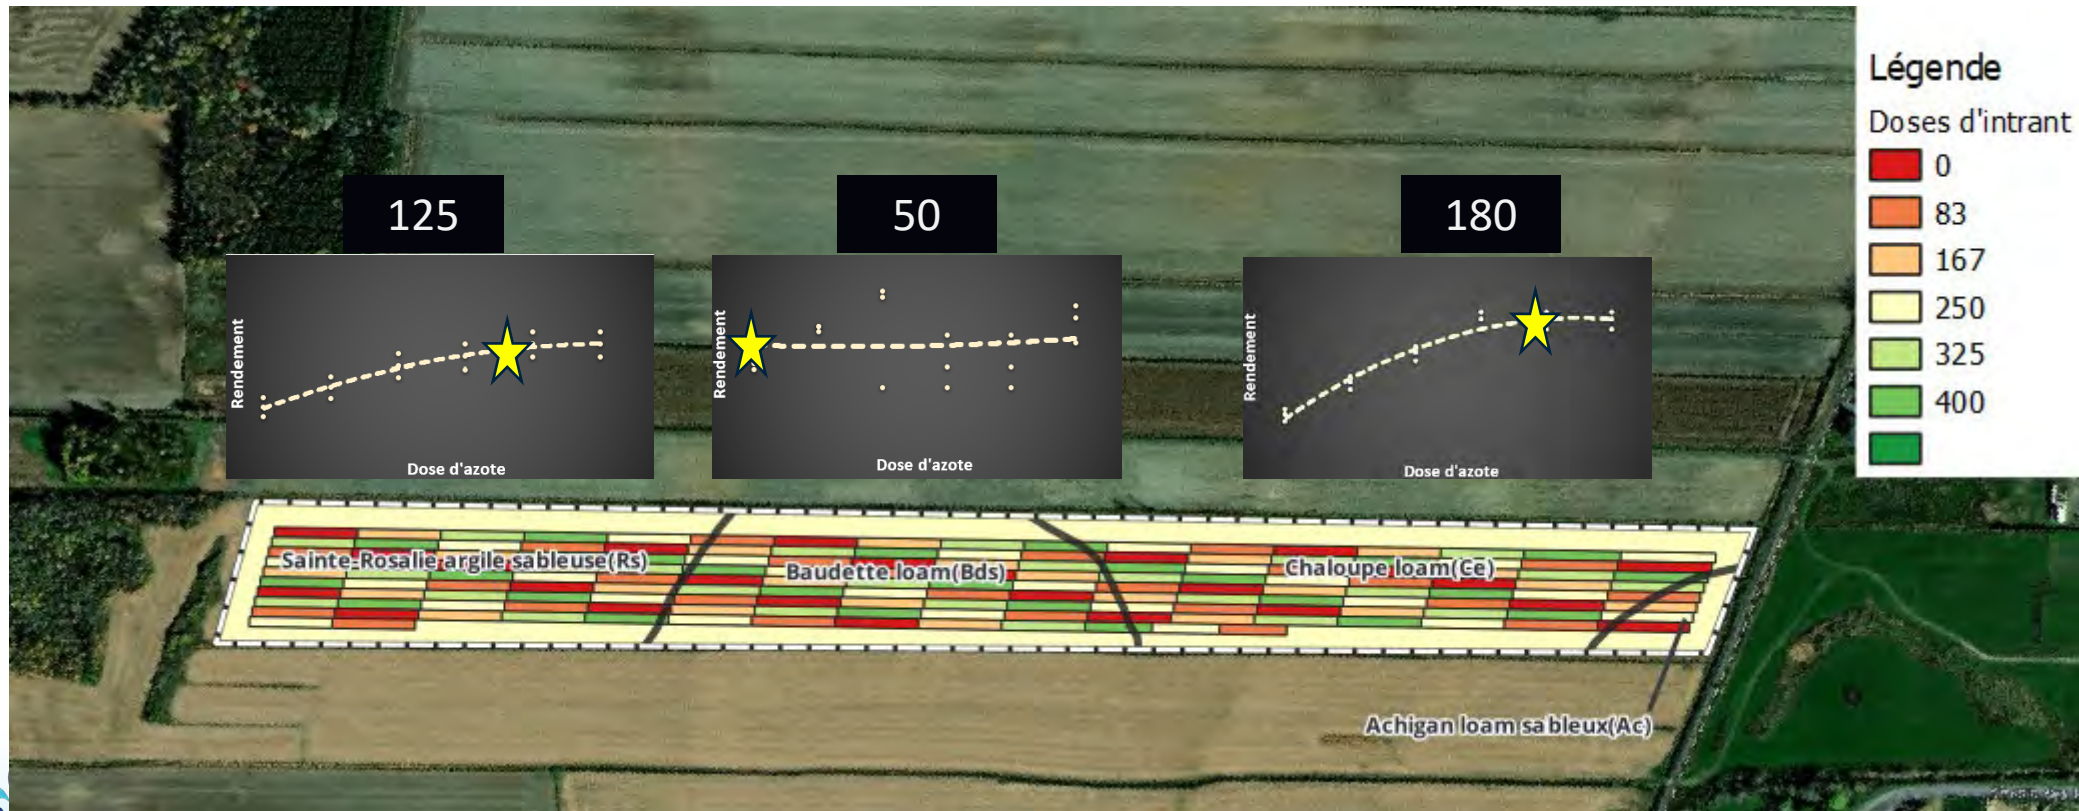 125
50
180
Rendement
Dose d'azote
Rendement
Dose d'azote
Rendement
Dose d'azote
Légende
Doses d'intrant
0
83
167
250
325
400
Sainte-Rosalie argile sableuse(Rs)
Baudette loam(Bds)
Chaloupe loam(Ce)
Achigan loam sableux(Ac)